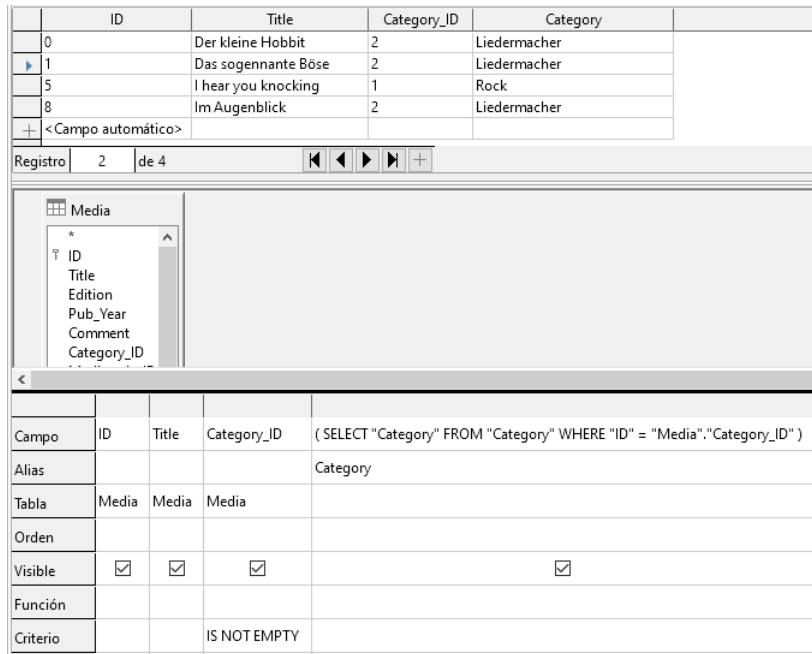 ID Title Category_ID Category
0 Der kleine Hobbit 2 Liedermacher
1 Das sogennante Böse 2 Liedermacher
5 I hear you knocking 1 Rock
8 Im Augenblick 2 Liedermacher
<Campo automático>
Registro 2 de 4
Media
*
ID
Title
Edition
Pub_Year
Comment
Category_ID
Campo ID Title Category_ID ( SELECT "Category" FROM "Category" WHERE "ID" = "Media"."Category_ID" )
Alias Category
Tabla Media Media Media
Orden
Visible
Función
Criterio IS NOT EMPTY